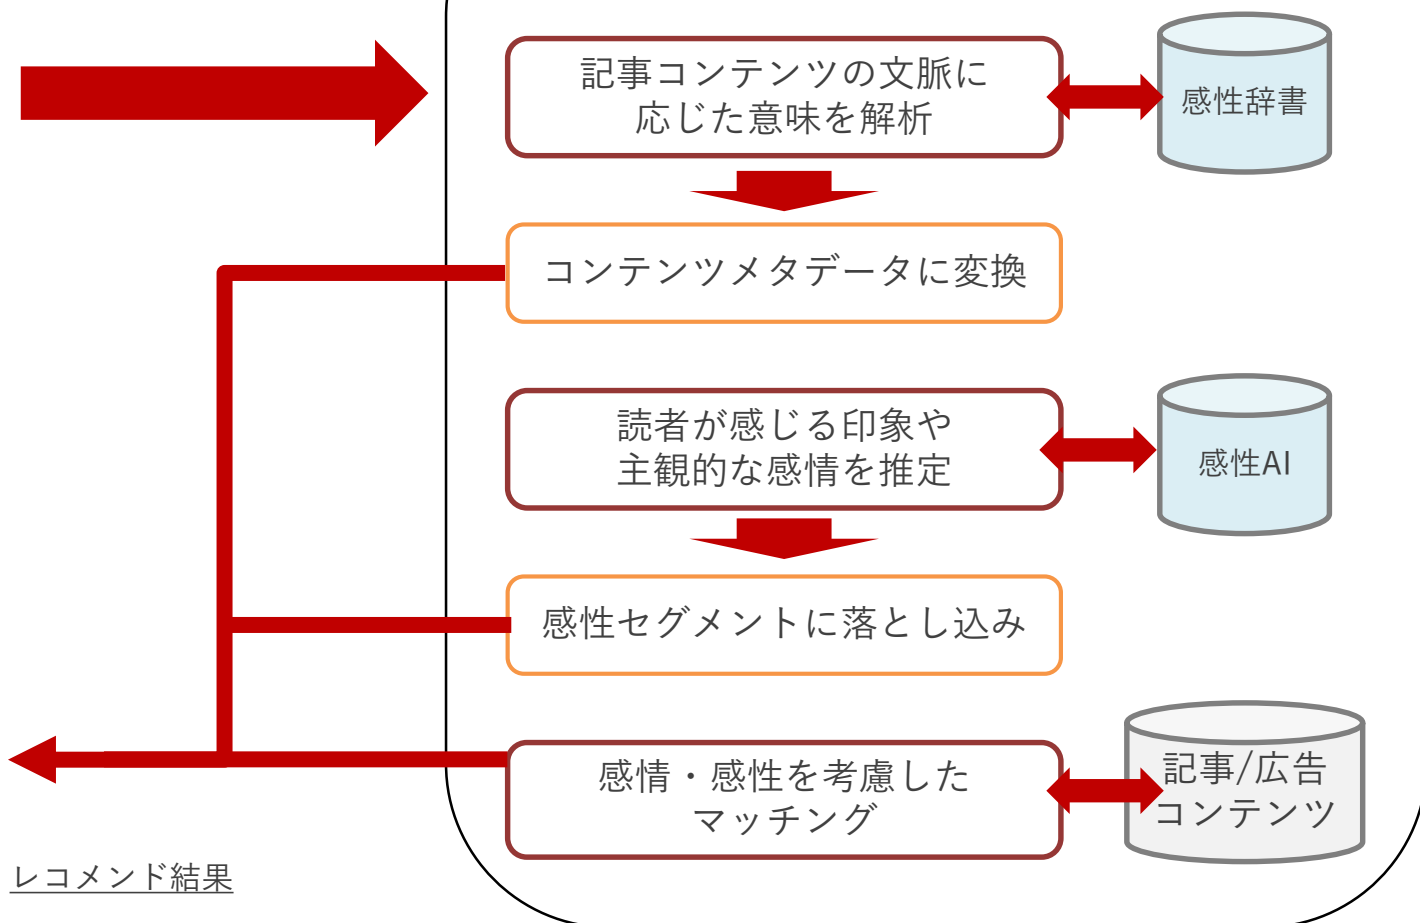 記事コンテンツの文脈に
応じた意味を解析
感性辞書
コンテンツメタデータに変換
読者が感じる印象や
主観的な感情を推定
感性AI
感性セグメントに落とし込み
感情・感性を考慮した
マッチング
記事/広告
コンテンツ
レコメンド結果